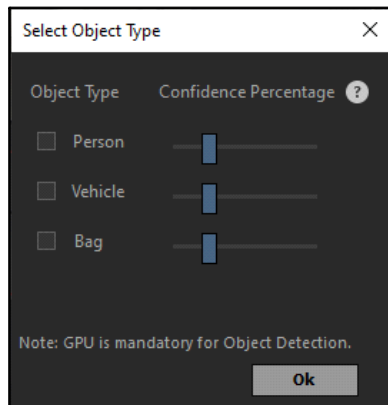 Select Object Type
Object Type Confidence Percentage ?
Person
Vehicle
Bag
Note: GPU is mandatory for Object Detection.
Ok